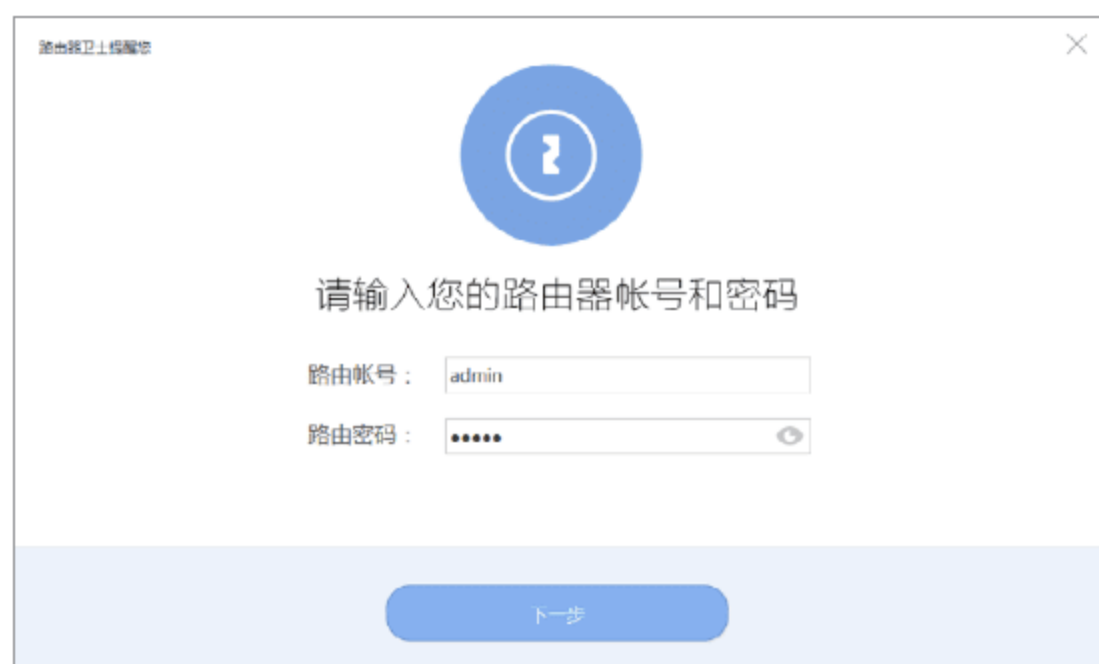 路由器卫士提醒您
请输入您的路由器帐号和密码
路由帐号： admin
路由密码： •••••
下一步